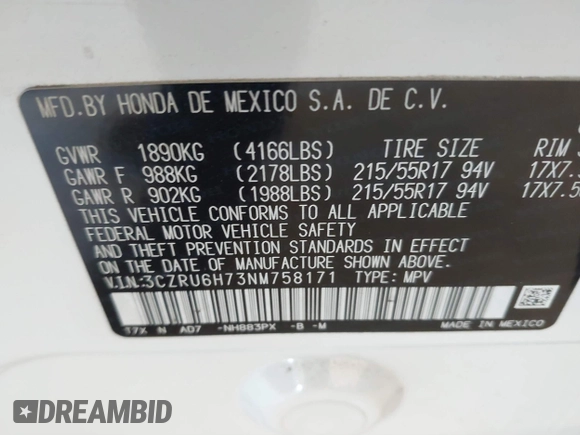 MFD.BY HONDA DE MEXICO S.A. DE C.V.
GVWR 1890KG (4166LBS) TIRE SIZE RIM S
GAWR F 988KG (2178LBS) 215/55R17 94V 17X7.5
GAWR R 902KG (1988LBS) 215/55R17 94V 17X7.5
THIS VEHICLE CONFORMS TO ALL APPLICABLE
FEDERAL MOTOR VEHICLE SAFETY
AND THEFT PREVENTION STANDARDS IN EFFECT
ON THE DATE OF MANUFACTURE SHOWN ABOVE.
V.I.N:3CZRU6H73NM758171 TYPE: MPV
17X N AD7 -NH883PX -B -M MADE IN MEXICO
DREAMBID